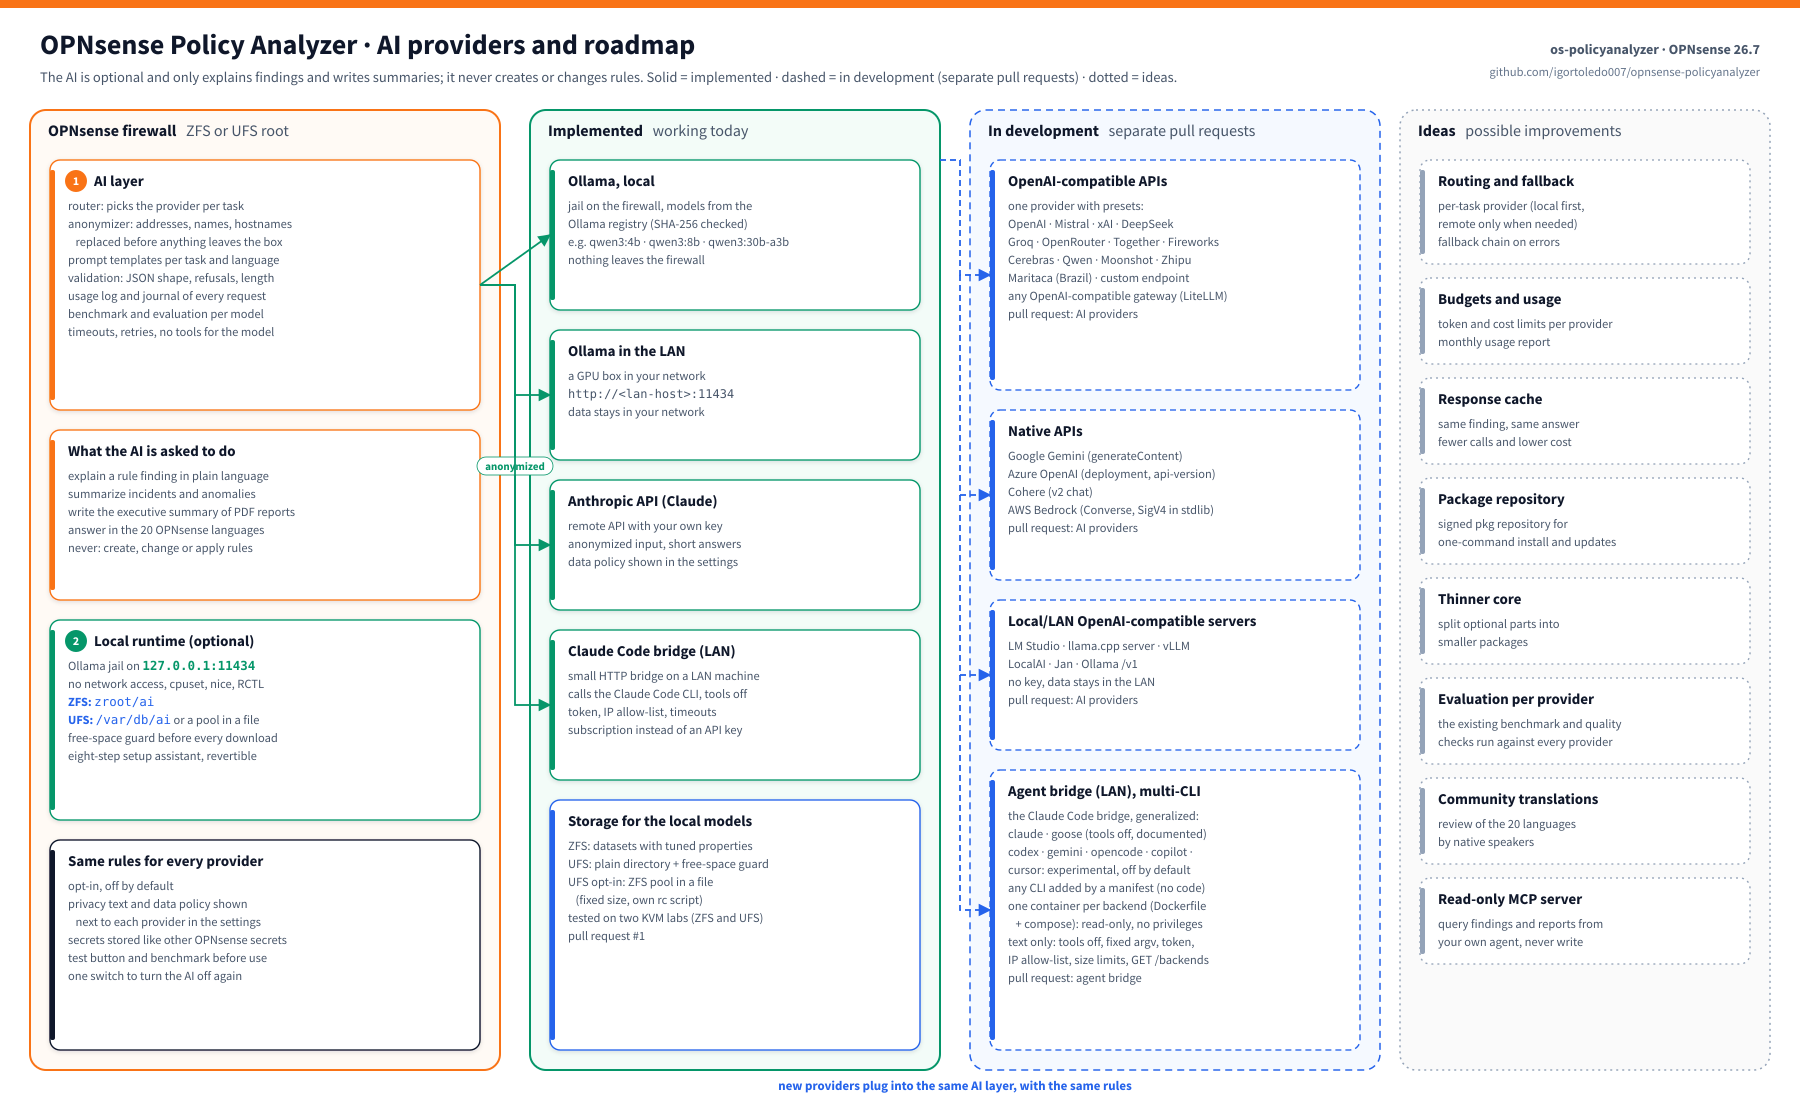 OPNsense Policy Analyzer · AI providers and roadmap
The AI is optional and only explains findings and writes summaries; it never creates or changes rules. Solid = implemented · dashed = in development (separate pull requests) · dotted = ideas.
os-policyanalyzer · OPNsense 26.7
github.com/igortoledo007/opnsense-policyanalyzer
OPNsense firewall ZFS or UFS root
1 AI layer
router: picks the provider per task
anonymizer: addresses, names, hostnames
replaced before anything leaves the box
prompt templates per task and language
validation: JSON shape, refusals, length
usage log and journal of every request
benchmark and evaluation per model
timeouts, retries, no tools for the model
What the AI is asked to do
explain a rule finding in plain language
summarize incidents and anomalies
write the executive summary of PDF reports
answer in the 20 OPNsense languages
never: create, change or apply rules
2 Local runtime (optional)
Ollama jail on 127.0.0.1:11434
no network access, cpuset, nice, RCTL
ZFS: zroot/ai
UFS: /var/db/ai or a pool in a file
free-space guard before every download
eight-step setup assistant, revertible
Same rules for every provider
opt-in, off by default
privacy text and data policy shown
next to each provider in the settings
secrets stored like other OPNsense secrets
test button and benchmark before use
one switch to turn the AI off again
anonymized
Implemented working today
Ollama, local
jail on the firewall, models from the
Ollama registry (SHA-256 checked)
e.g. qwen3:4b · qwen3:8b · qwen3:30b-a3b
nothing leaves the firewall
Ollama in the LAN
a GPU box in your network
http://<lan-host>:11434
data stays in your network
Anthropic API (Claude)
remote API with your own key
anonymized input, short answers
data policy shown in the settings
Claude Code bridge (LAN)
small HTTP bridge on a LAN machine
calls the Claude Code CLI, tools off
token, IP allow-list, timeouts
subscription instead of an API key
Storage for the local models
ZFS: datasets with tuned properties
UFS: plain directory + free-space guard
UFS opt-in: ZFS pool in a file
(fixed size, own rc script)
tested on two KVM labs (ZFS and UFS)
pull request #1
In development separate pull requests
OpenAI-compatible APIs
one provider with presets:
OpenAI · Mistral · xAI · DeepSeek
Groq · OpenRouter · Together · Fireworks
Cerebras · Qwen · Moonshot · Zhipu
Maritaca (Brazil) · custom endpoint
any OpenAI-compatible gateway (LiteLLM)
pull request: AI providers
Native APIs
Google Gemini (generateContent)
Azure OpenAI (deployment, api-version)
Cohere (v2 chat)
AWS Bedrock (Converse, SigV4 in stdlib)
pull request: AI providers
Local/LAN OpenAI-compatible servers
LM Studio · llama.cpp server · vLLM
LocalAI · Jan · Ollama /v1
no key, data stays in the LAN
pull request: AI providers
Agent bridge (LAN), multi-CLI
the Claude Code bridge, generalized:
claude · goose (tools off, documented)
codex · gemini · opencode · copilot ·
cursor: experimental, off by default
any CLI added by a manifest (no code)
one container per backend (Dockerfile
+ compose): read-only, no privileges
text only: tools off, fixed argv, token,
IP allow-list, size limits, GET /backends
pull request: agent bridge
Ideas possible improvements
Routing and fallback
per-task provider (local first,
remote only when needed)
fallback chain on errors
Budgets and usage
token and cost limits per provider
monthly usage report
Response cache
same finding, same answer
fewer calls and lower cost
Package repository
signed pkg repository for
one-command install and updates
Thinner core
split optional parts into
smaller packages
Evaluation per provider
the existing benchmark and quality
checks run against every provider
Community translations
review of the 20 languages
by native speakers
Read-only MCP server
query findings and reports from
your own agent, never write
new providers plug into the same AI layer, with the same rules